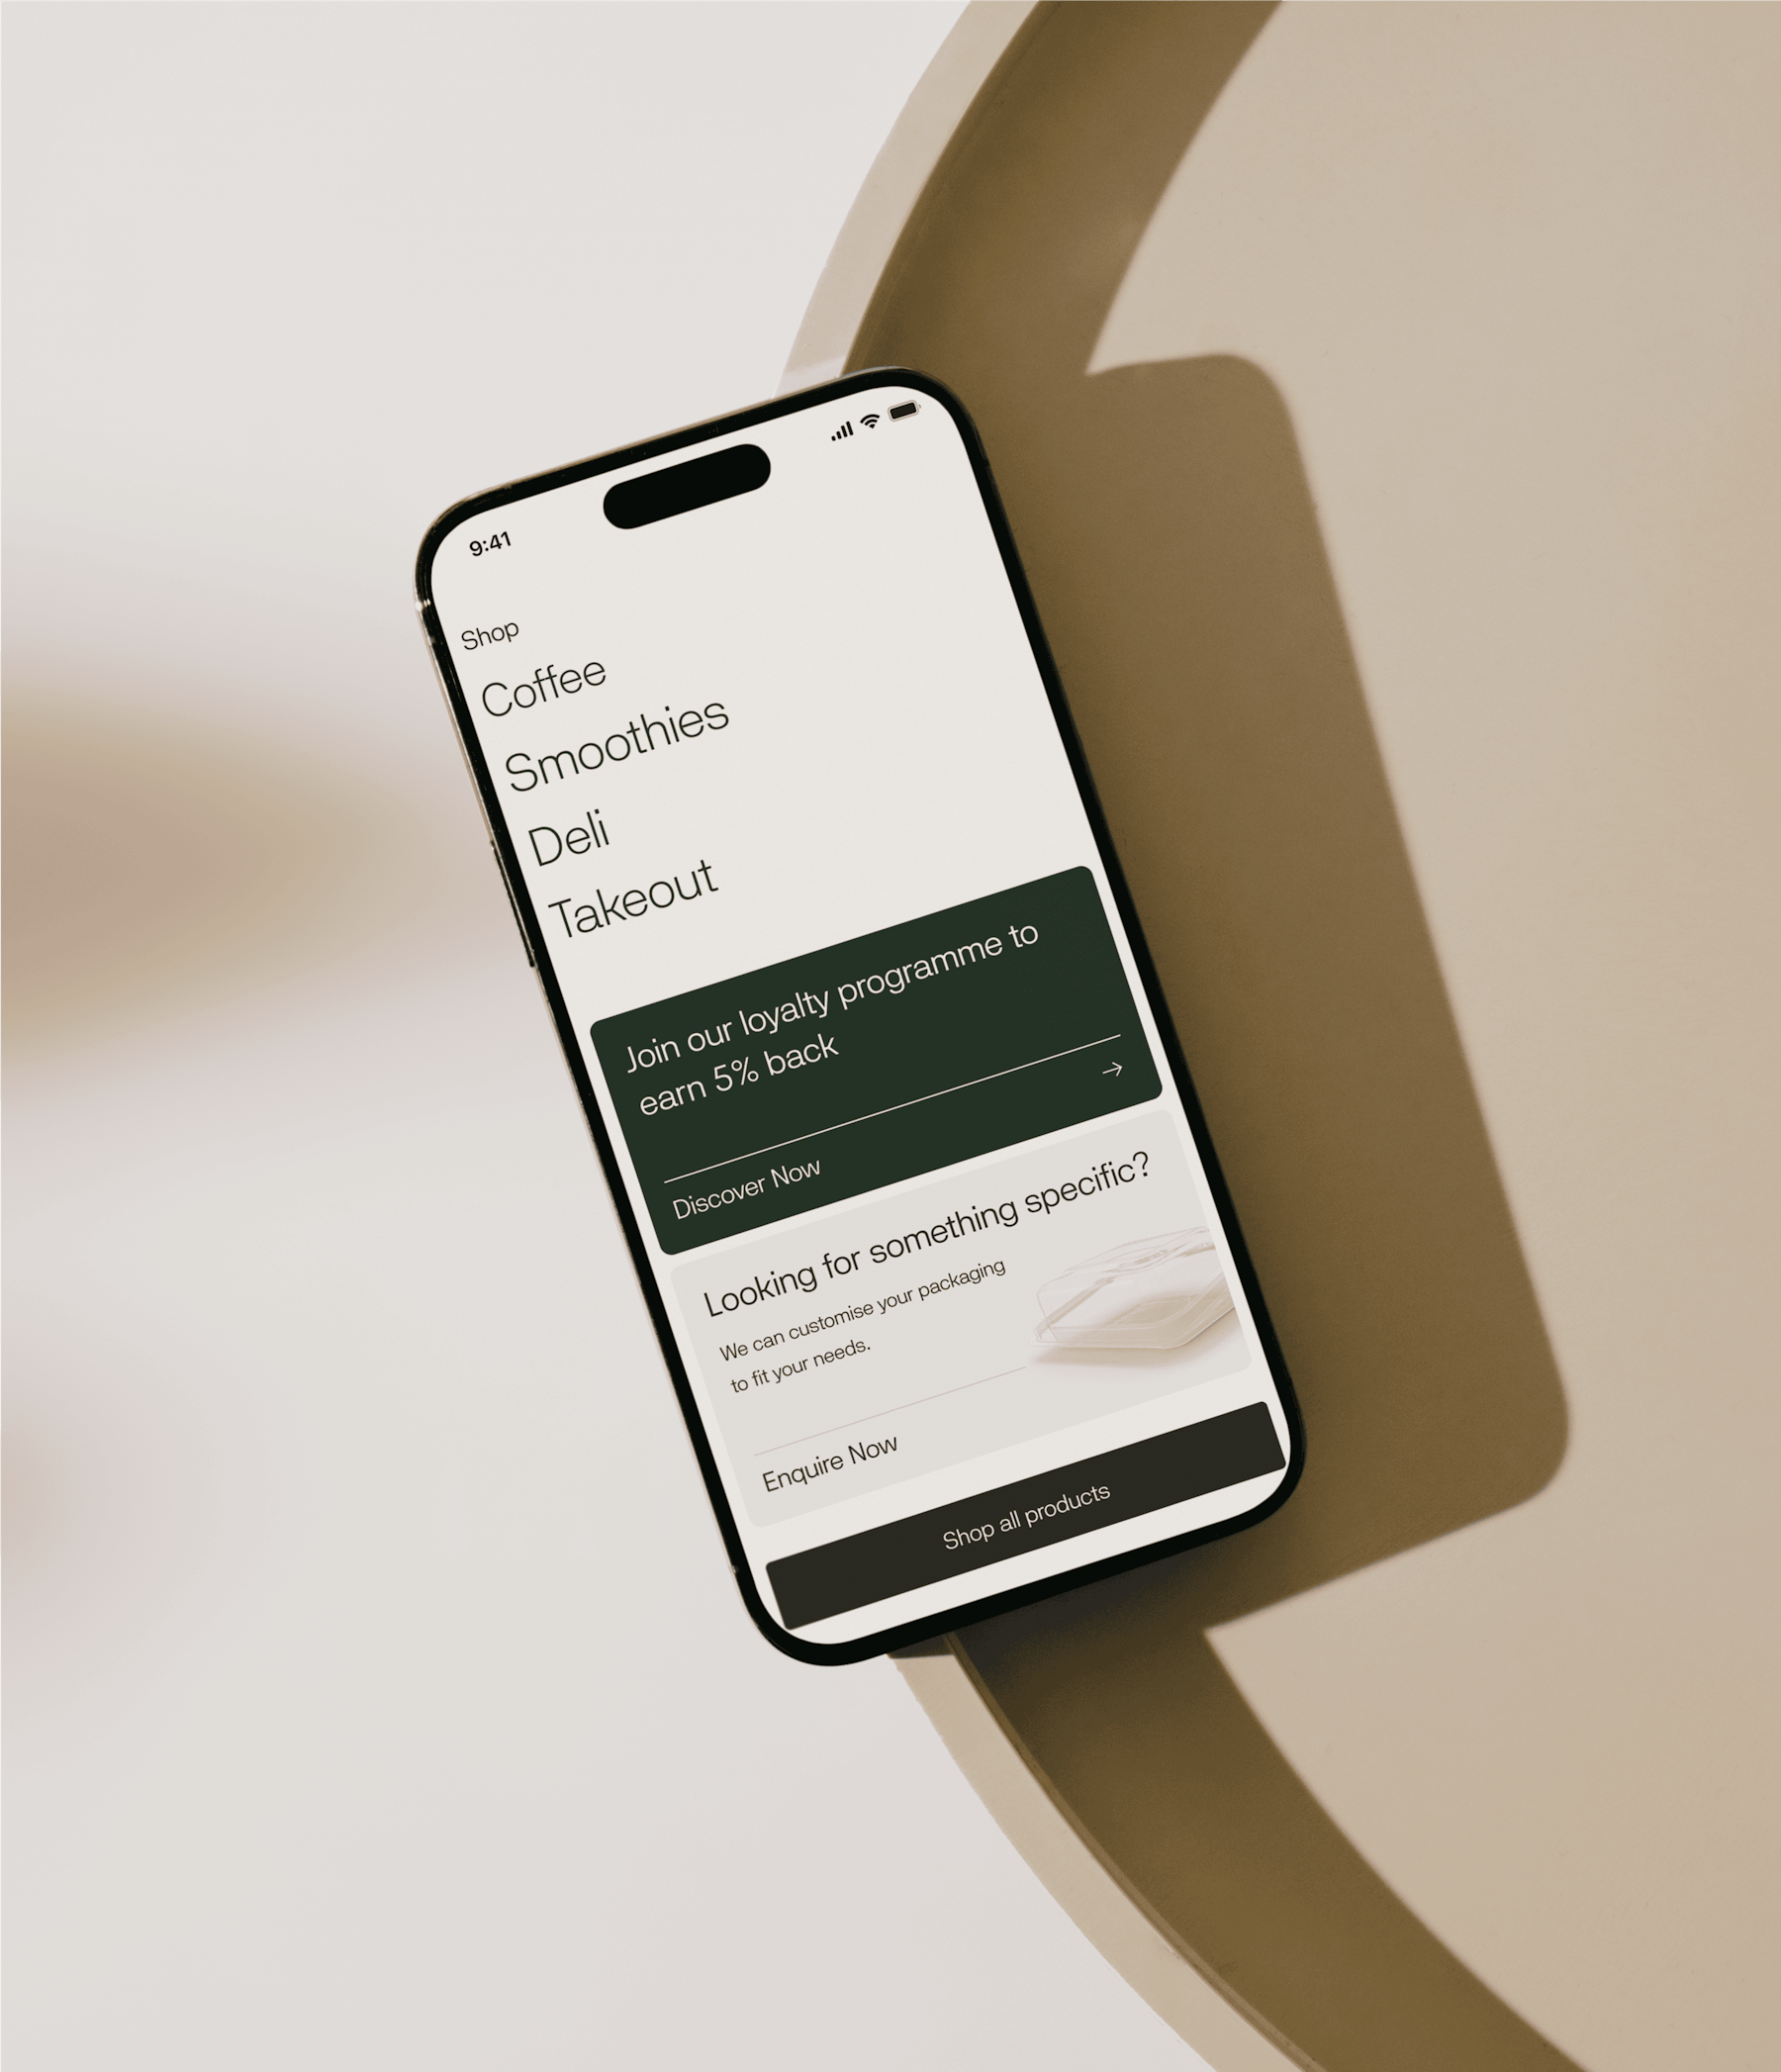 9:41
Shop
Coffee
Smoothies
Deli
Takeout
Join our loyalty programme to
earn 5% back
Discover Now
Looking for something specific?
We can customise your packaging
to fit your needs.
Enquire Now
Shop all products